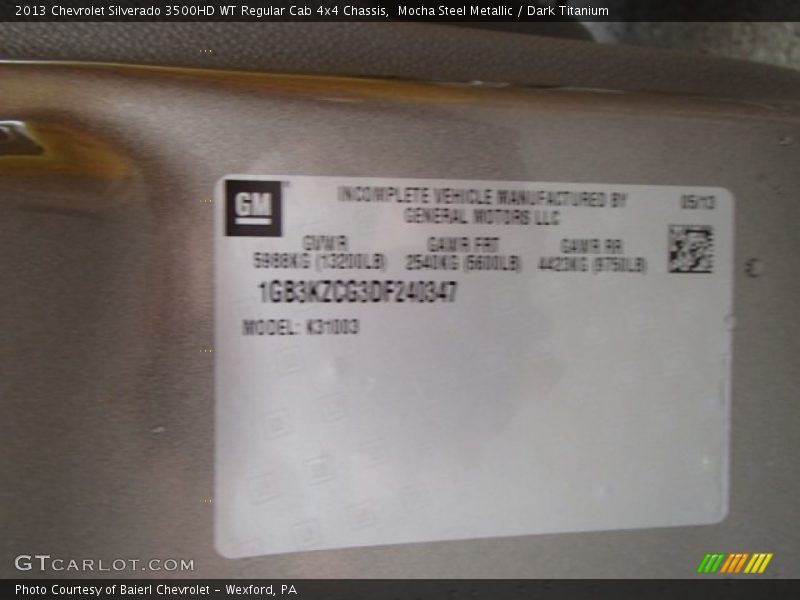 2013 Chevrolet Silverado 3500HD WT Regular Cab 4x4 Chassis,  Mocha Steel Metallic / Dark Titanium
GM
INCOMPLETE VEHICLE MANUFACTURED BY
GENERAL MOTORS LLC
05/13
GVWR GAWR FRT GAWR RR
5988KG (13200LB) 2540KG (5600LB) 4423KG (9750LB)
1GB3KZCG3DF240347
MODEL: K31003
GTCARLOT.COM
Photo Courtesy of Baierl Chevrolet – Wexford, PA